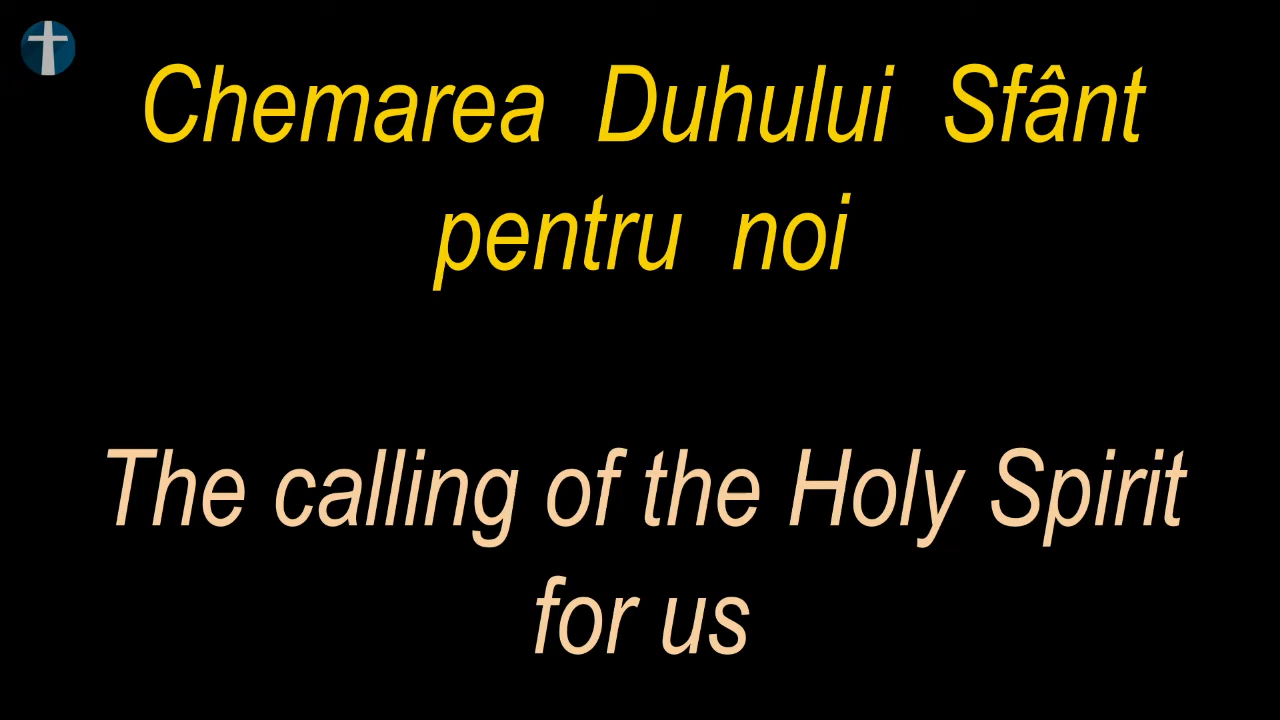 Chemarea Duhului Sfânt
pentru noi
The calling of the Holy Spirit
for us